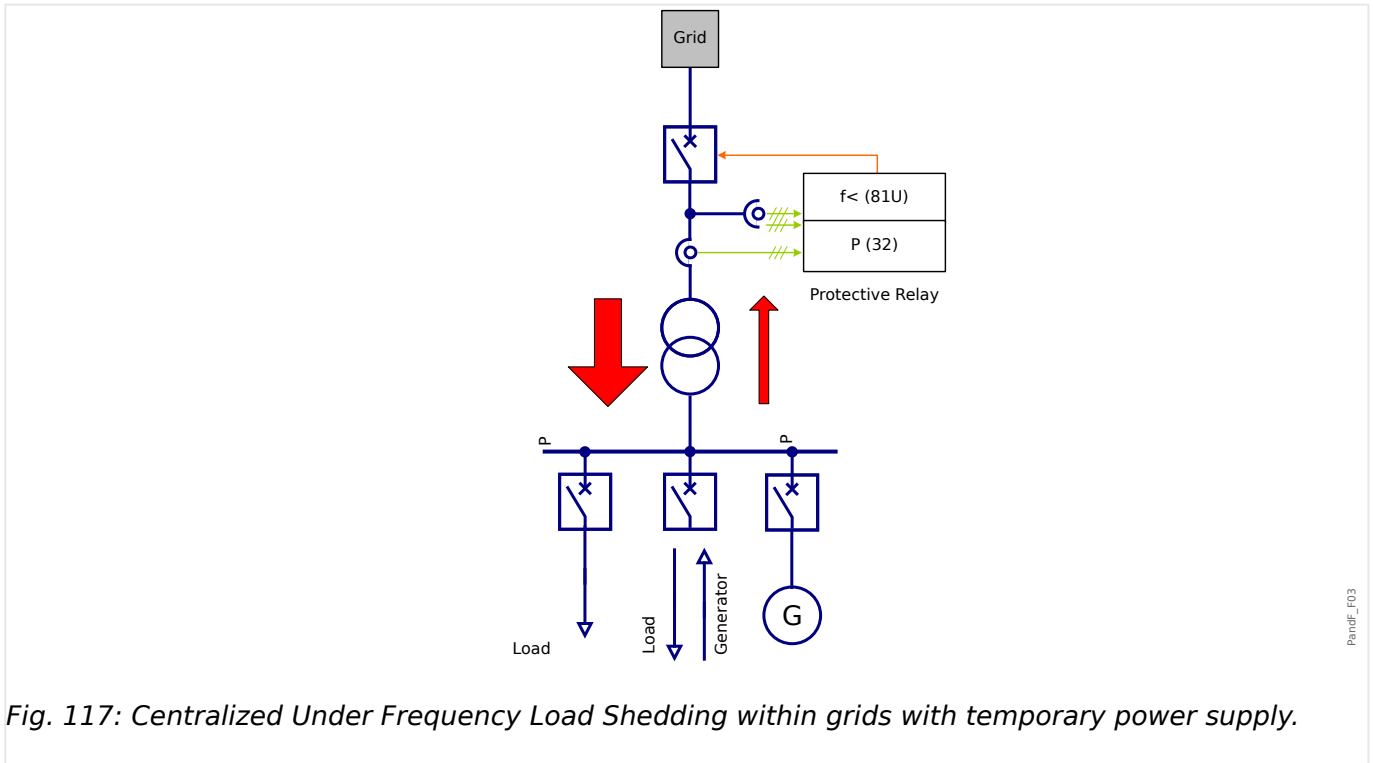 Grid
f< (81U)
P (32)
Protective Relay
P
P
Load
Load
Generator
G
PandF_F03
Fig. 117: Centralized Under Frequency Load Shedding within grids with temporary power supply.